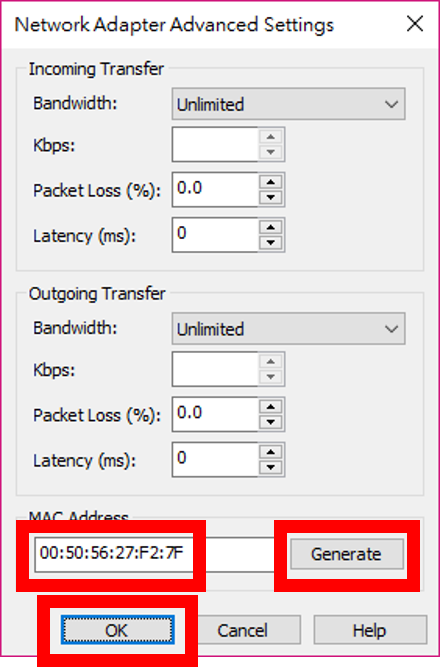 Network Adapter Advanced Settings
Incoming Transfer
Bandwidth: Unlimited
Kbps:
Packet Loss (%): 0.0
Latency (ms): 0
Outgoing Transfer
Bandwidth: Unlimited
Kbps:
Packet Loss (%): 0.0
Latency (ms): 0
MAC Address
00:50:56:27:F2:7F Generate
OK Cancel Help